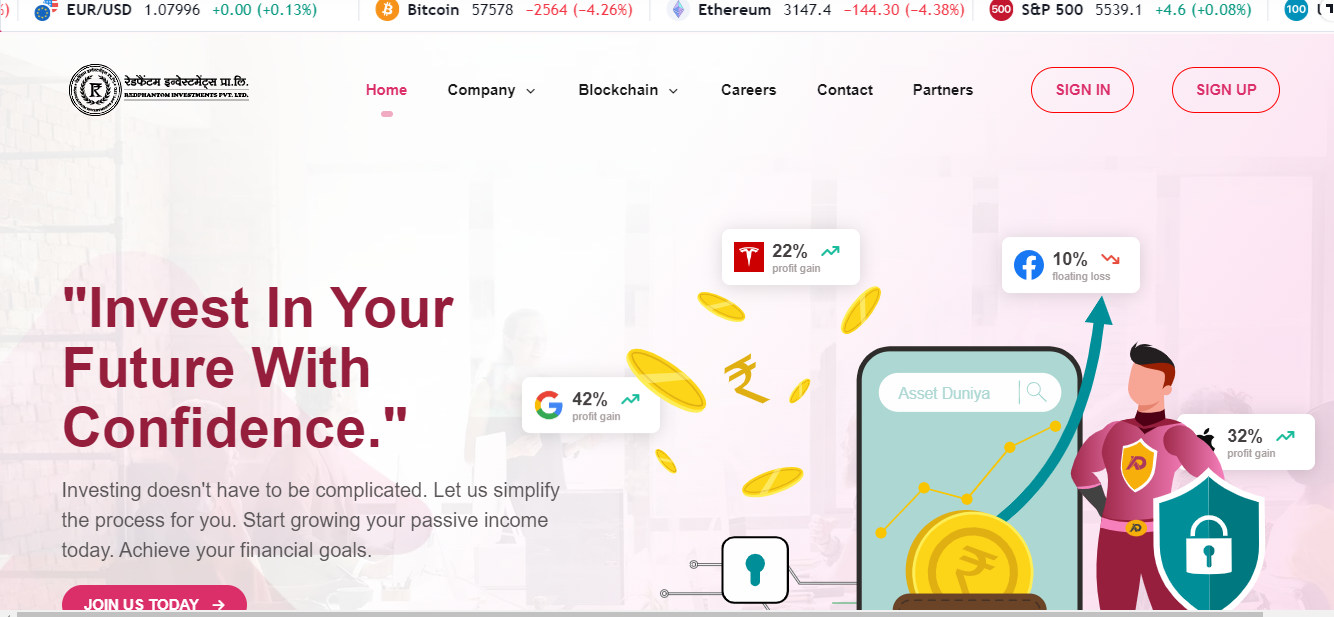 %)
EUR/USD 1.07996 +0.00 (+0.13%)
Bitcoin 57578 −2564 (−4.26%)
Ethereum 3147.4 −144.30 (−4.38%)
500 S&P 500 5539.1 +4.6 (+0.08%)
100
रेडफैंटम इन्वेस्टमेंट्स प्रा.लि.
REDPHANTOM INVESTMENTS PVT. LTD.
Home
Company
Blockchain
Careers
Contact
Partners
SIGN IN
SIGN UP
22%
profit gain
10%
floating loss
"Invest In Your
Future With
Confidence."
42%
profit gain
₹
Asset Duniya
32%
profit gain
Investing doesn't have to be complicated. Let us simplify
the process for you. Start growing your passive income
today. Achieve your financial goals.
₹
JOIN US TODAY →